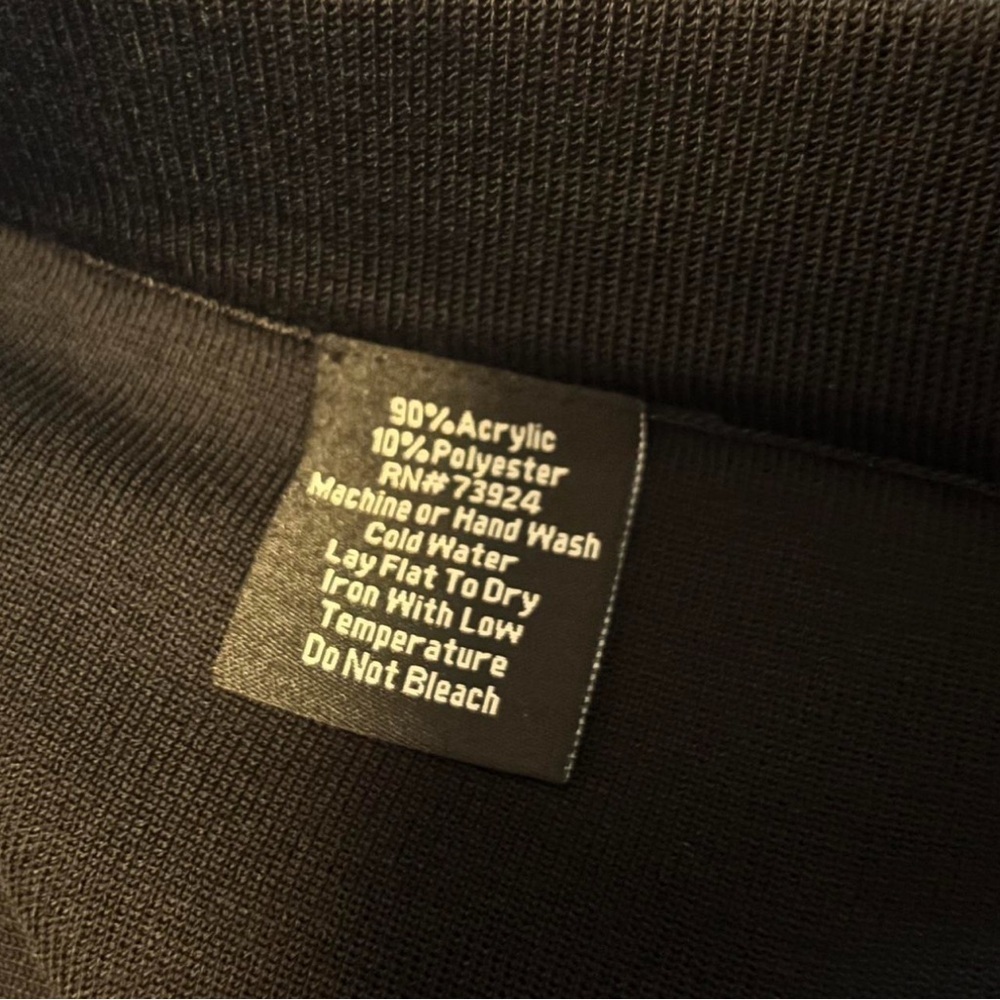 90%Acrylic
10%Polyester
RN#73924
Machine or Hand Wash
Cold Water
Lay Flat To Dry
Iron With Low
Temperature
Do Not Bleach